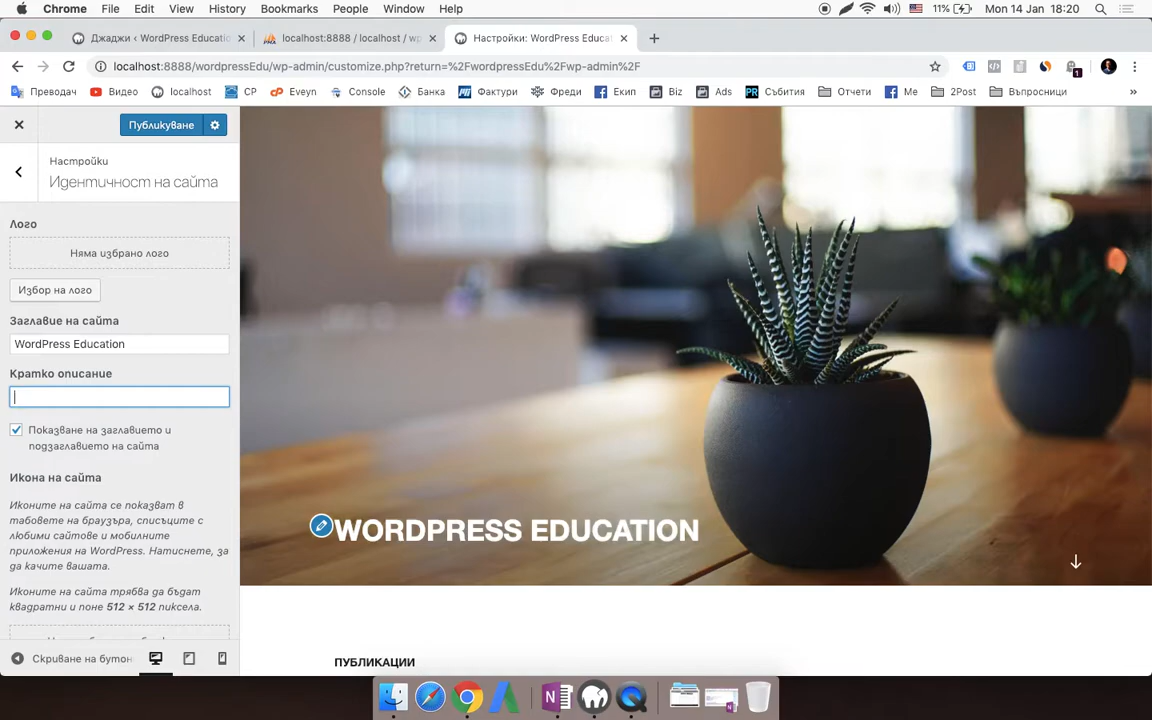 Chrome File Edit View History Bookmarks People Window Help 11% Mon 14 Jan 18:20
Джаджи ‹ WordPress Educatio
localhost:8888 / localhost / wp
Настройки: WordPress Educat
localhost:8888/wordpressEdu/wp-admin/customize.php?return=%2FwordpressEdu%2Fwp-admin%2F
Преводач Видео localhost CP Eveyn Console Банка Фактури Фреди Екип Biz Ads PR Събития Отчети Me 2Post Въпросници »
1
Публикуване
Настройки
Идентичност на сайта
Лого
Няма избрано лого
Избор на лого
Заглавие на сайта
WordPress Education
Кратко описание
Показване на заглавието и
подзаглавието на сайта
Икона на сайта
Иконите на сайта се показват в
табовете на браузъра, списъците с
любими сайтове и мобилните
приложения на WordPress. Натиснете, за
да качите вашата.
Иконите на сайта трябва да бъдат
квадратни и поне 512 × 512 пиксела.
Скриване на бутон
WORDPRESS EDUCATION
ПУБЛИКАЦИИ